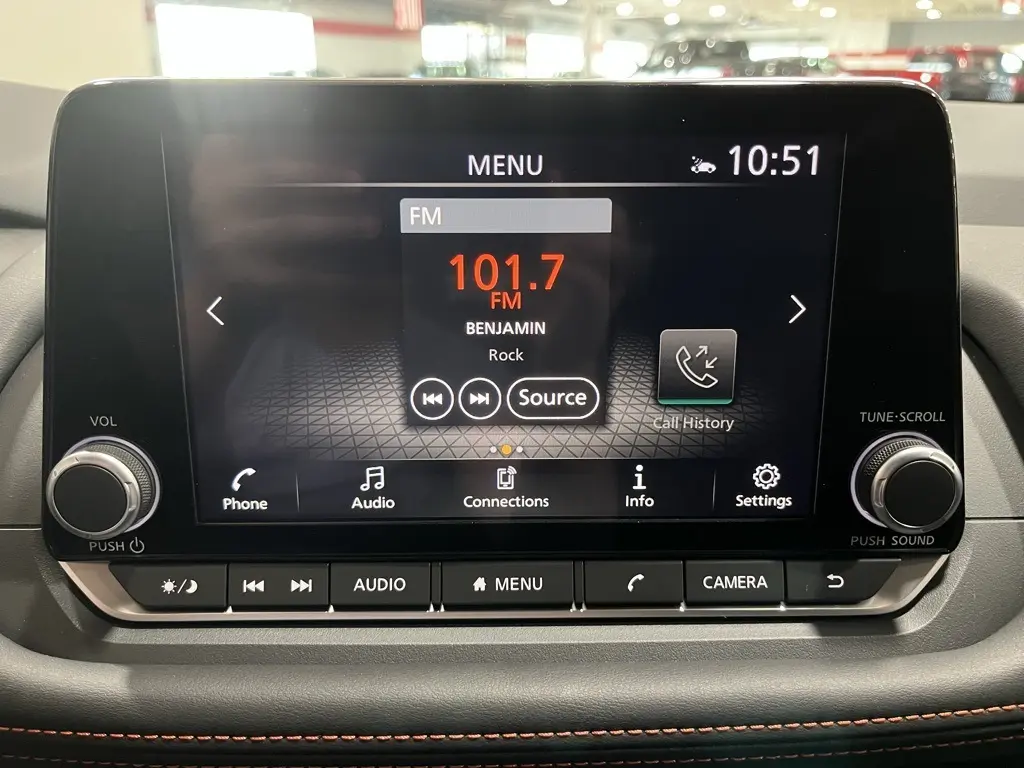 MENU
10:51
FM
101.7
FM
BENJAMIN
Rock
Source
Call History
VOL
TUNE·SCROLL
Phone
Audio
Connections
Info
Settings
PUSH
PUSH SOUND
AUDIO
MENU
CAMERA